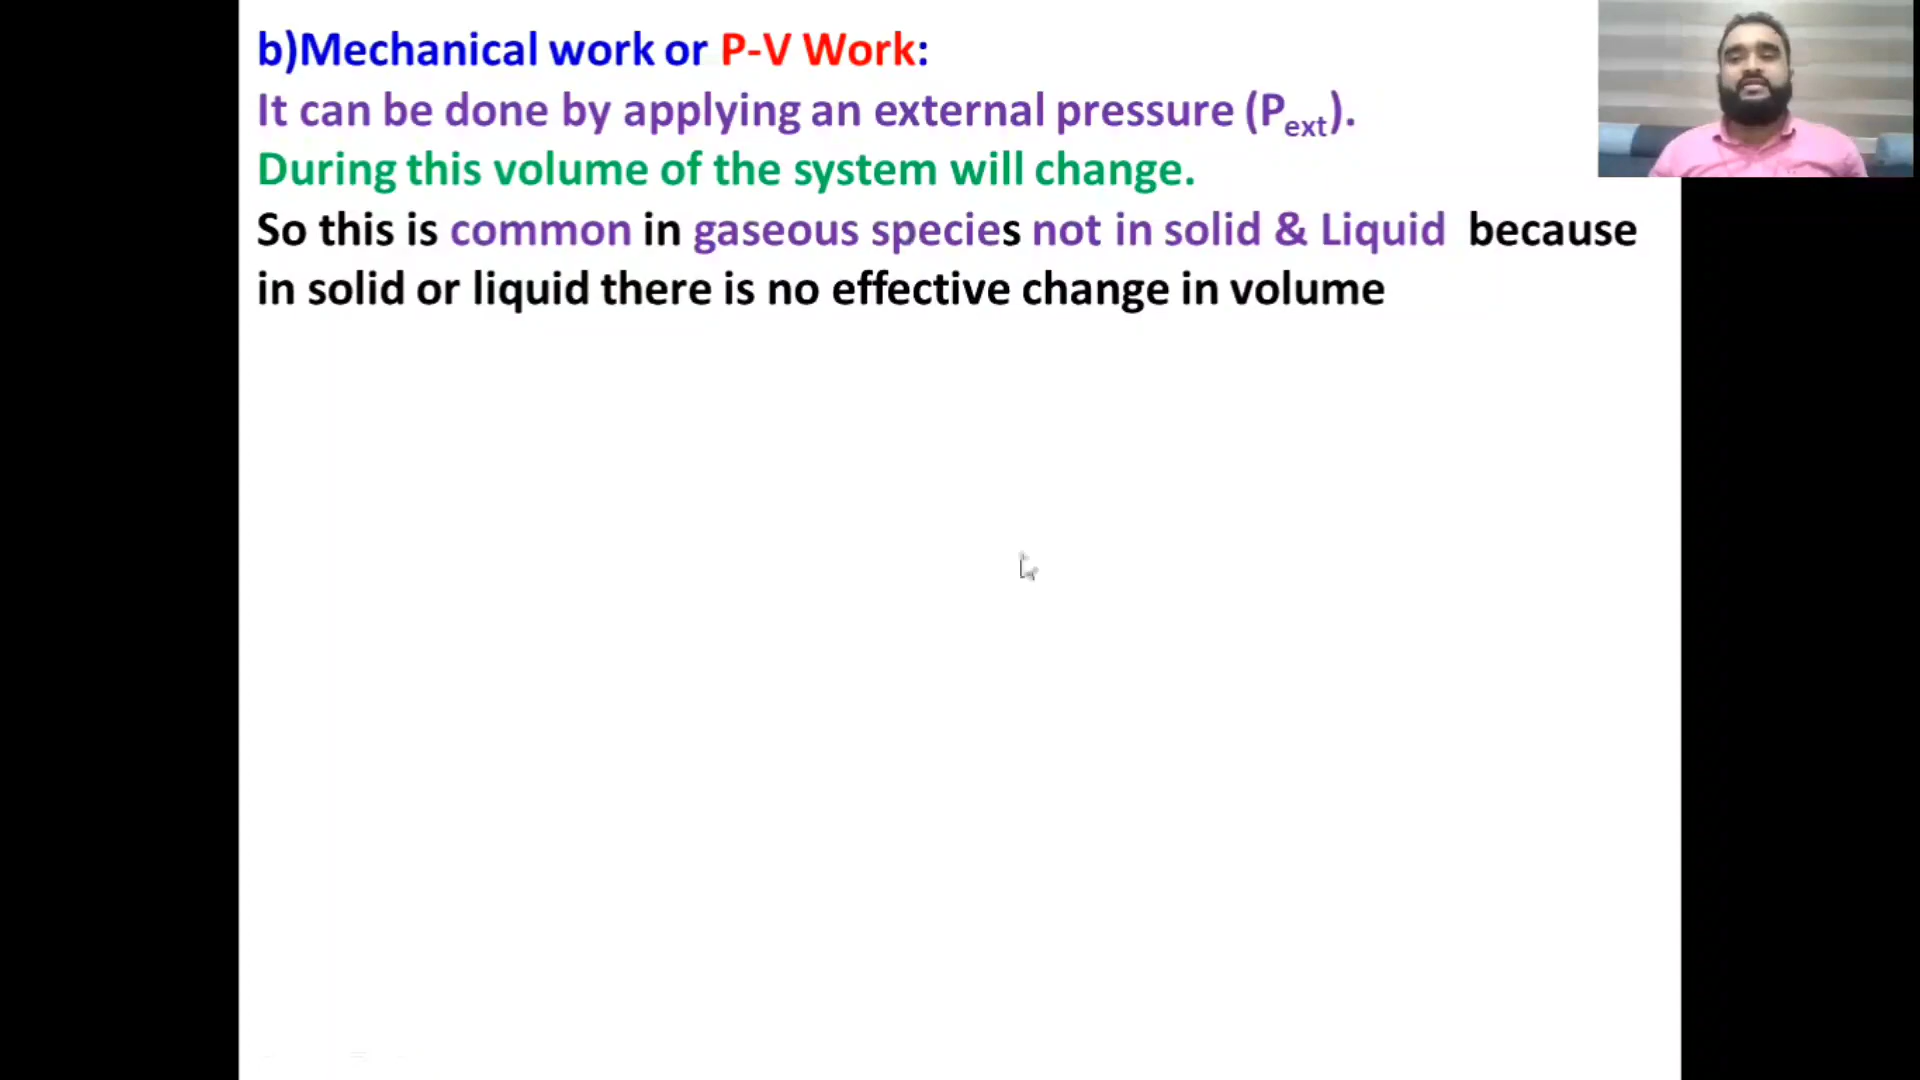 b)Mechanical work or P-V Work:
It can be done by applying an external pressure (Pext).
During this volume of the system will change.
So this is common in gaseous species not in solid & Liquid because
in solid or liquid there is no effective change in volume